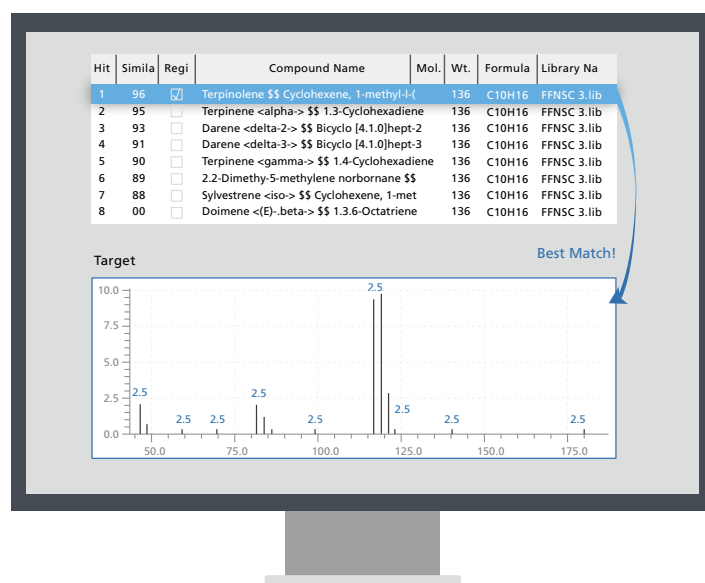 Hit Simila Regi Compound Name Mol. Wt. Formula Library Na
1 96 Terpinolene $$ Cyclohexene, 1-methyl-l-( 136 C10H16 FFNSC 3.lib
2 95 Terpinene <alpha-> $$ 1.3-Cyclohexadiene 136 C10H16 FFNSC 3.lib
3 93 Darene <delta-2-> $$ Bicyclo [4.1.0]hept-2 136 C10H16 FFNSC 3.lib
4 91 Darene <delta-3-> $$ Bicyclo [4.1.0]hept-3 136 C10H16 FFNSC 3.lib
5 90 Terpinene <gamma-> $$ 1.4-Cyclohexadiene 136 C10H16 FFNSC 3.lib
6 89 2.2-Dimethy-5-methylene norbornane $$ 136 C10H16 FFNSC 3.lib
7 88 Sylvestrene <iso-> $$ Cyclohexene, 1-met 136 C10H16 FFNSC 3.lib
8 00 Doimene <(E)-.beta-> $$ 1.3.6-Octatriene 136 C10H16 FFNSC 3.lib
Best Match!
Target
10.0 2.5
7.5
5.0
2.5 2.5
2.5
2.5 2.5 2.5 2.5 2.5 2.5
0.0
50.0 75.0 100.0 125.0 150.0 175.0